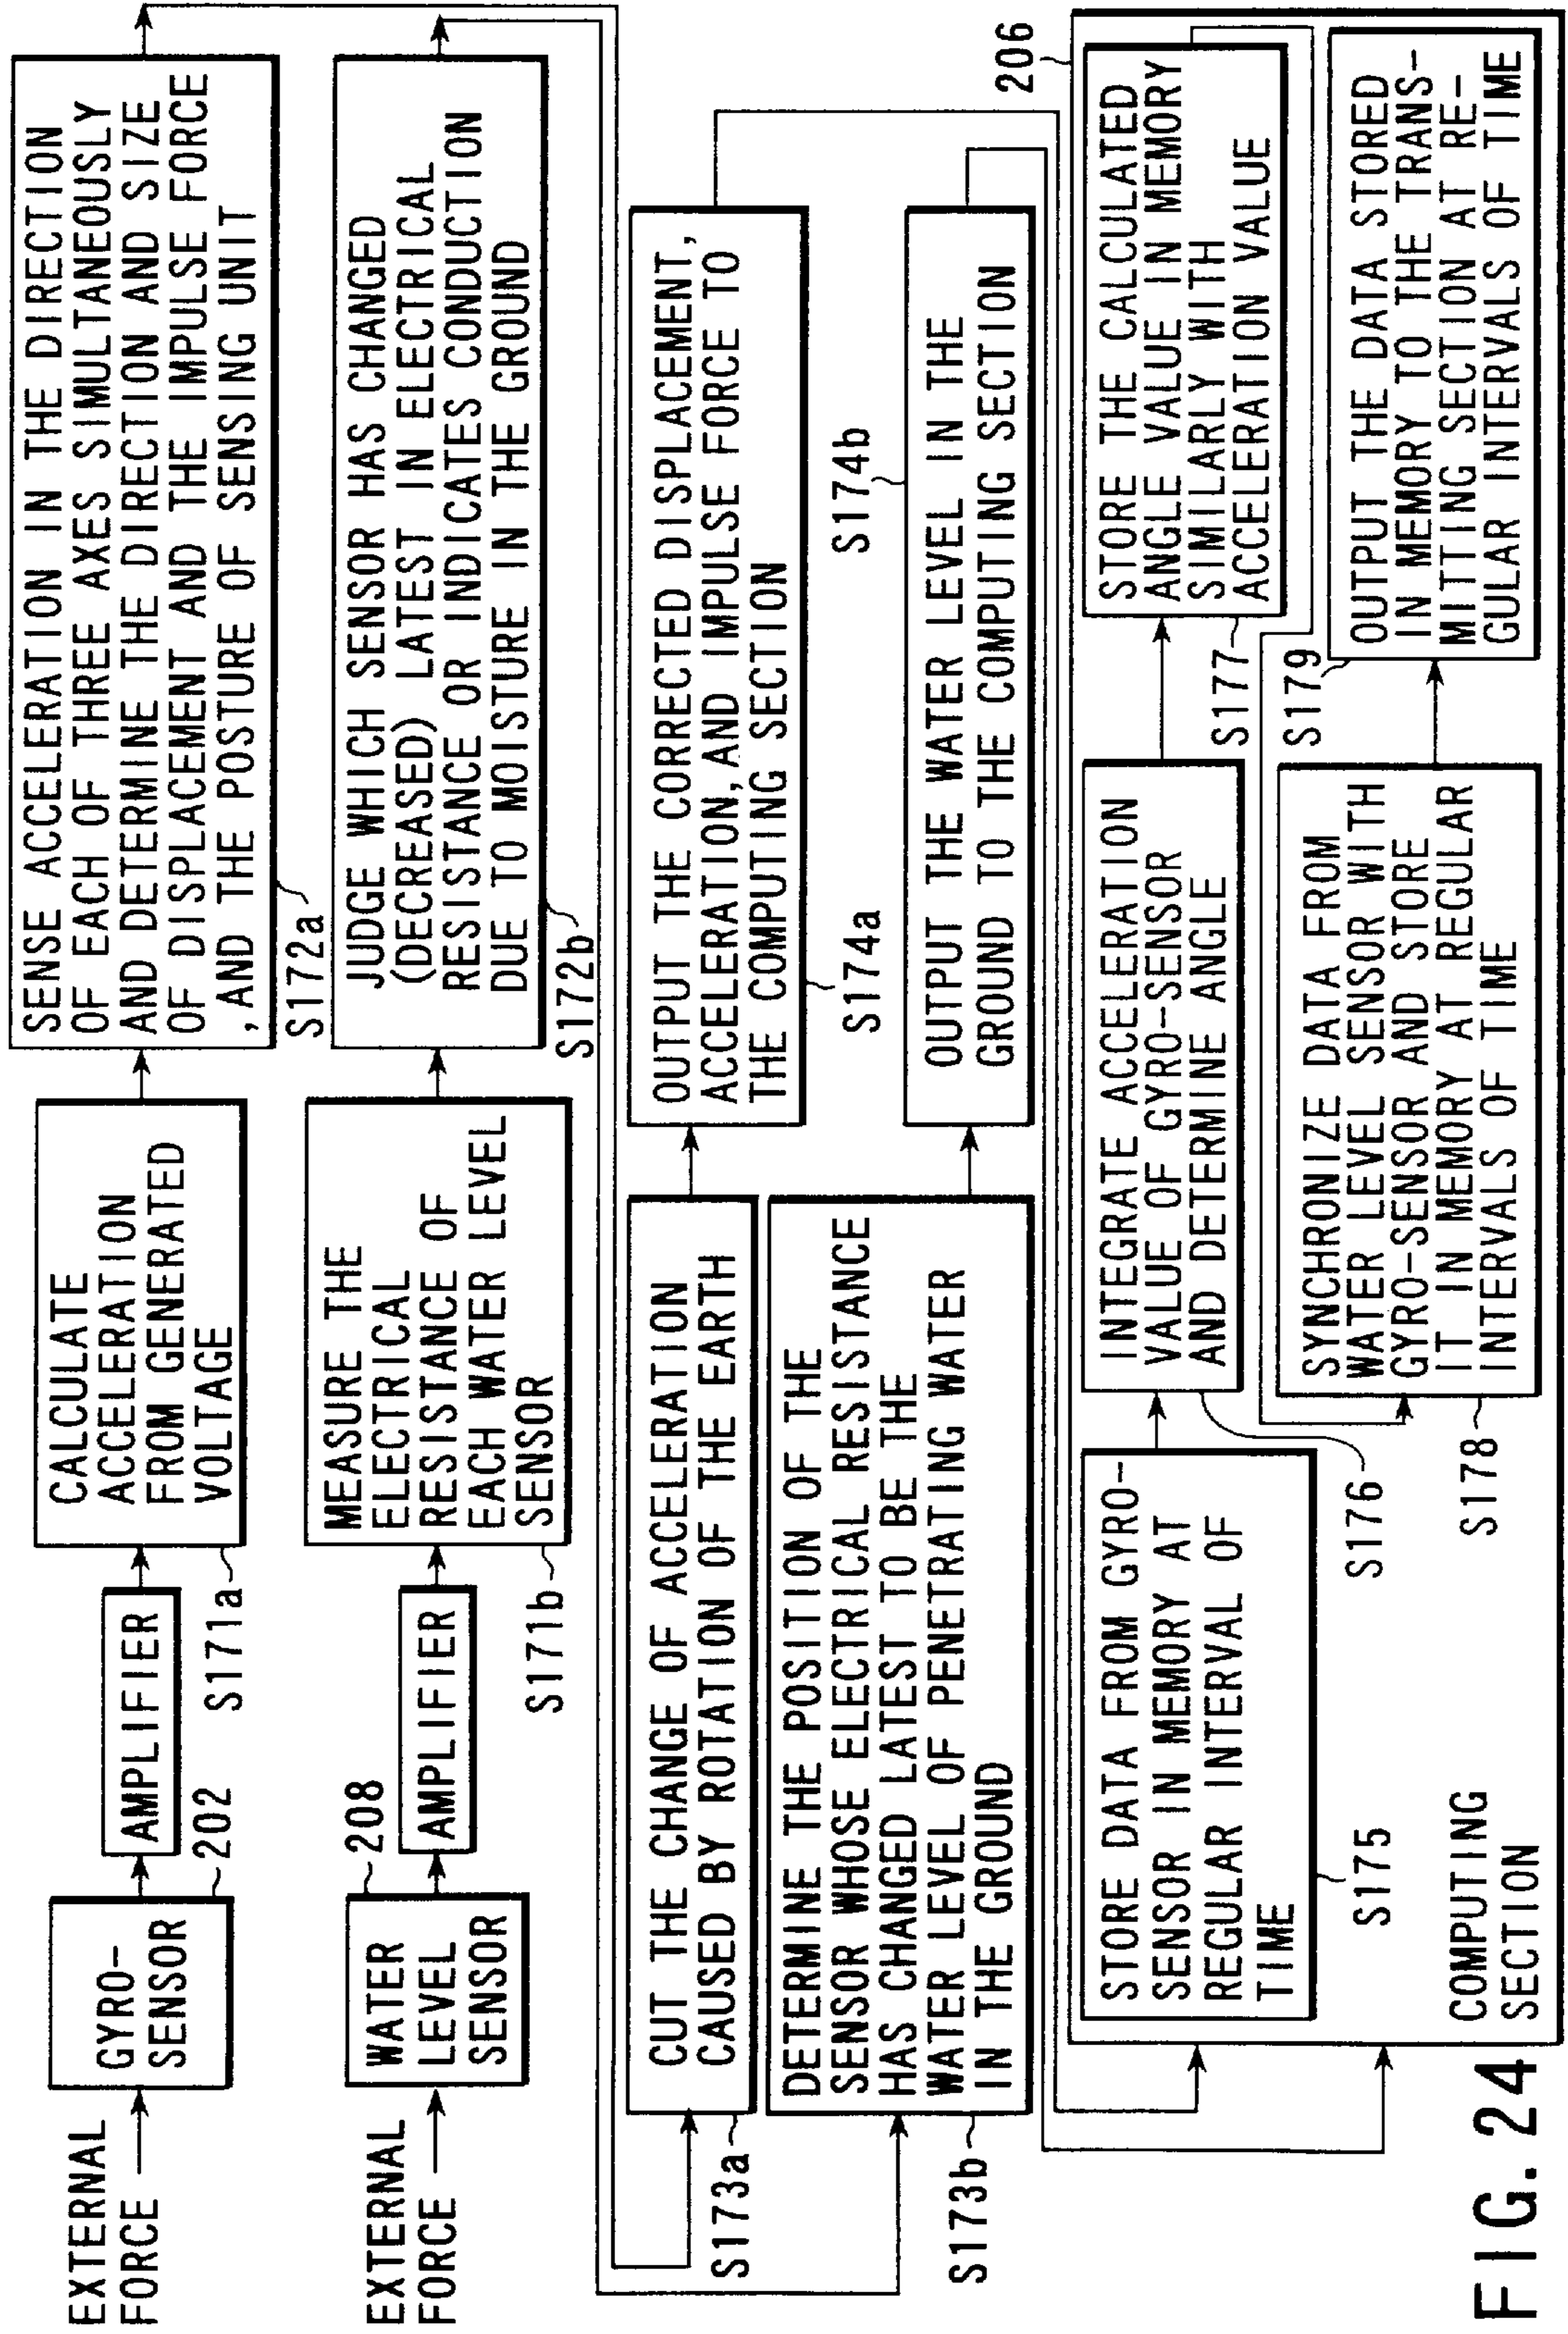 EXTERNAL
FORCE
GYRO-
SENSOR
202
AMPLIFIER
CALCULATE
ACCELERATION
FROM GENERATED
VOLTAGE
S171a
SENSE ACCELERATION IN THE DIRECTION
OF EACH OF THREE AXES SIMULTANEOUSLY
AND DETERMINE THE DIRECTION AND SIZE
OF DISPLACEMENT AND THE IMPULSE FORCE
, AND THE POSTURE OF SENSING UNIT
S172a
EXTERNAL
FORCE
WATER
LEVEL
SENSOR
208
AMPLIFIER
MEASURE THE
ELECTRICAL
RESISTANCE OF
EACH WATER LEVEL
SENSOR
S171b
JUDGE WHICH SENSOR HAS CHANGED
(DECREASED) LATEST IN ELECTRICAL
RESISTANCE OR INDICATES CONDUCTION
DUE TO MOISTURE IN THE GROUND
S172b
CUT THE CHANGE OF ACCELERATION
CAUSED BY ROTATION OF THE EARTH
S173a
OUTPUT THE CORRECTED DISPLACEMENT,
ACCELERATION, AND IMPULSE FORCE TO
THE COMPUTING SECTION
S174a
DETERMINE THE POSITION OF THE
SENSOR WHOSE ELECTRICAL RESISTANCE
HAS CHANGED LATEST TO BE THE
WATER LEVEL OF PENETRATING WATER
IN THE GROUND
S173b
OUTPUT THE WATER LEVEL IN THE
GROUND TO THE COMPUTING SECTION
S174b
206
STORE DATA FROM GYRO-
SENSOR IN MEMORY AT
REGULAR INTERVAL OF
TIME
S175
INTEGRATE ACCELERATION
VALUE OF GYRO-SENSOR
AND DETERMINE ANGLE
S176
STORE THE CALCULATED
ANGLE VALUE IN MEMORY
SIMILARLY WITH
ACCELERATION VALUE
S177
SYNCHRONIZE DATA FROM
WATER LEVEL SENSOR WITH
GYRO-SENSOR AND STORE
IT IN MEMORY AT REGULAR
INTERVALS OF TIME
S178
OUTPUT THE DATA STORED
IN MEMORY TO THE TRANS-
MITTING SECTION AT RE-
GULAR INTERVALS OF TIME
S179
COMPUTING
SECTION
FIG. 24